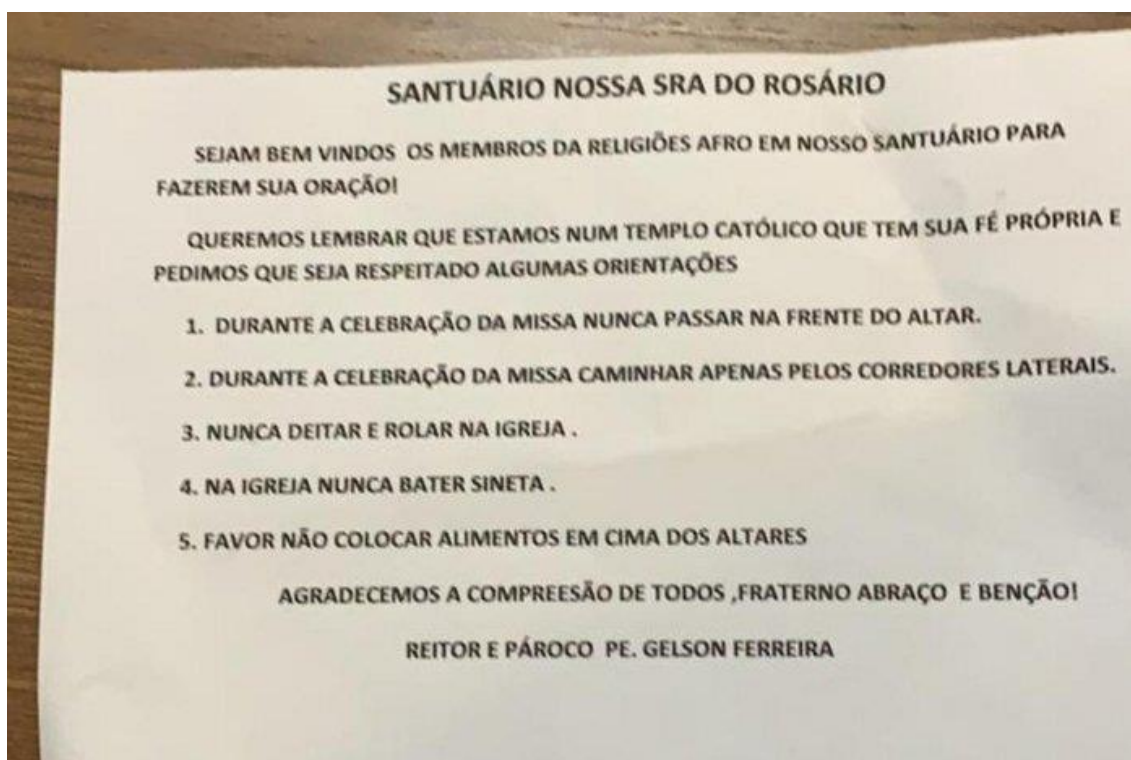 SANTUÁRIO NOSSA SRA DO ROSÁRIO
SEJAM BEM VINDOS OS MEMBROS DA RELIGIÕES AFRO EM NOSSO SANTUÁRIO PARA
FAZEREM SUA ORAÇÃO!
QUEREMOS LEMBRAR QUE ESTAMOS NUM TEMPLO CATÓLICO QUE TEM SUA FÉ PRÓPRIA E
PEDIMOS QUE SEJA RESPEITADO ALGUMAS ORIENTAÇÕES
1. DURANTE A CELEBRAÇÃO DA MISSA NUNCA PASSAR NA FRENTE DO ALTAR.
2. DURANTE A CELEBRAÇÃO DA MISSA CAMINHAR APENAS PELOS CORREDORES LATERAIS.
3. NUNCA DEITAR E ROLAR NA IGREJA .
4. NA IGREJA NUNCA BATER SINETA .
5. FAVOR NÃO COLOCAR ALIMENTOS EM CIMA DOS ALTARES
AGRADECEMOS A COMPREESÃO DE TODOS ,FRATERNO ABRAÇO E BENÇÃO!
REITOR E PÁROCO PE. GELSON FERREIRA